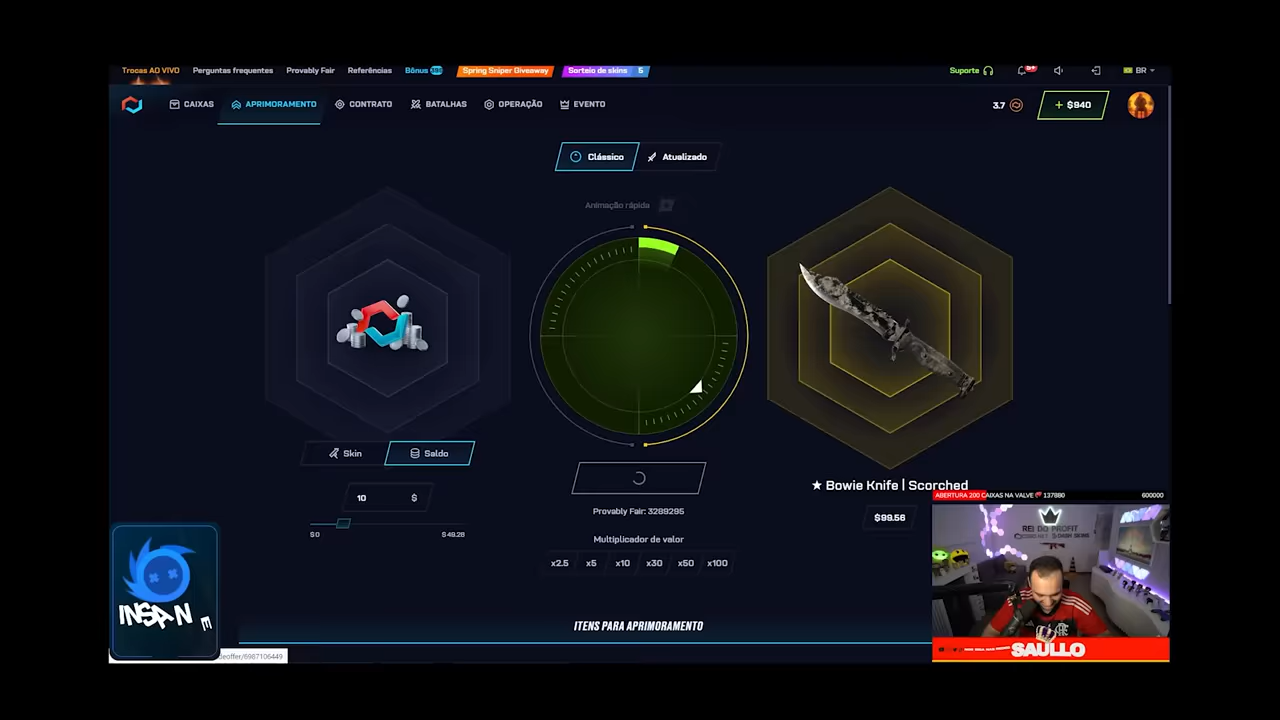 Trocas AO VIVO Perguntas frequentes Provably Fair Referências Bônus Spring Sniper Giveaway Sorteio de skins 5 Suporte BR
CAIXAS APRIMORAMENTO CONTRATO BATALHAS OPERAÇÃO EVENTO 3.7 + $940
Clássico Atualizado
Animação rápida
Skin Saldo
10 $
$0 $49.28
Provably Fair: 3289295
Multiplicador de valor
x2.5 x5 x10 x30 x50 x100
★ Bowie Knife | Scorched
$99.56
ABERTURA 200 CAIXAS NA VALVE 137880 600000
REI DO PROFIT
INSANE
ITENS PARA APRIMORAMENTO
SAULLO
deoffer/6987106449